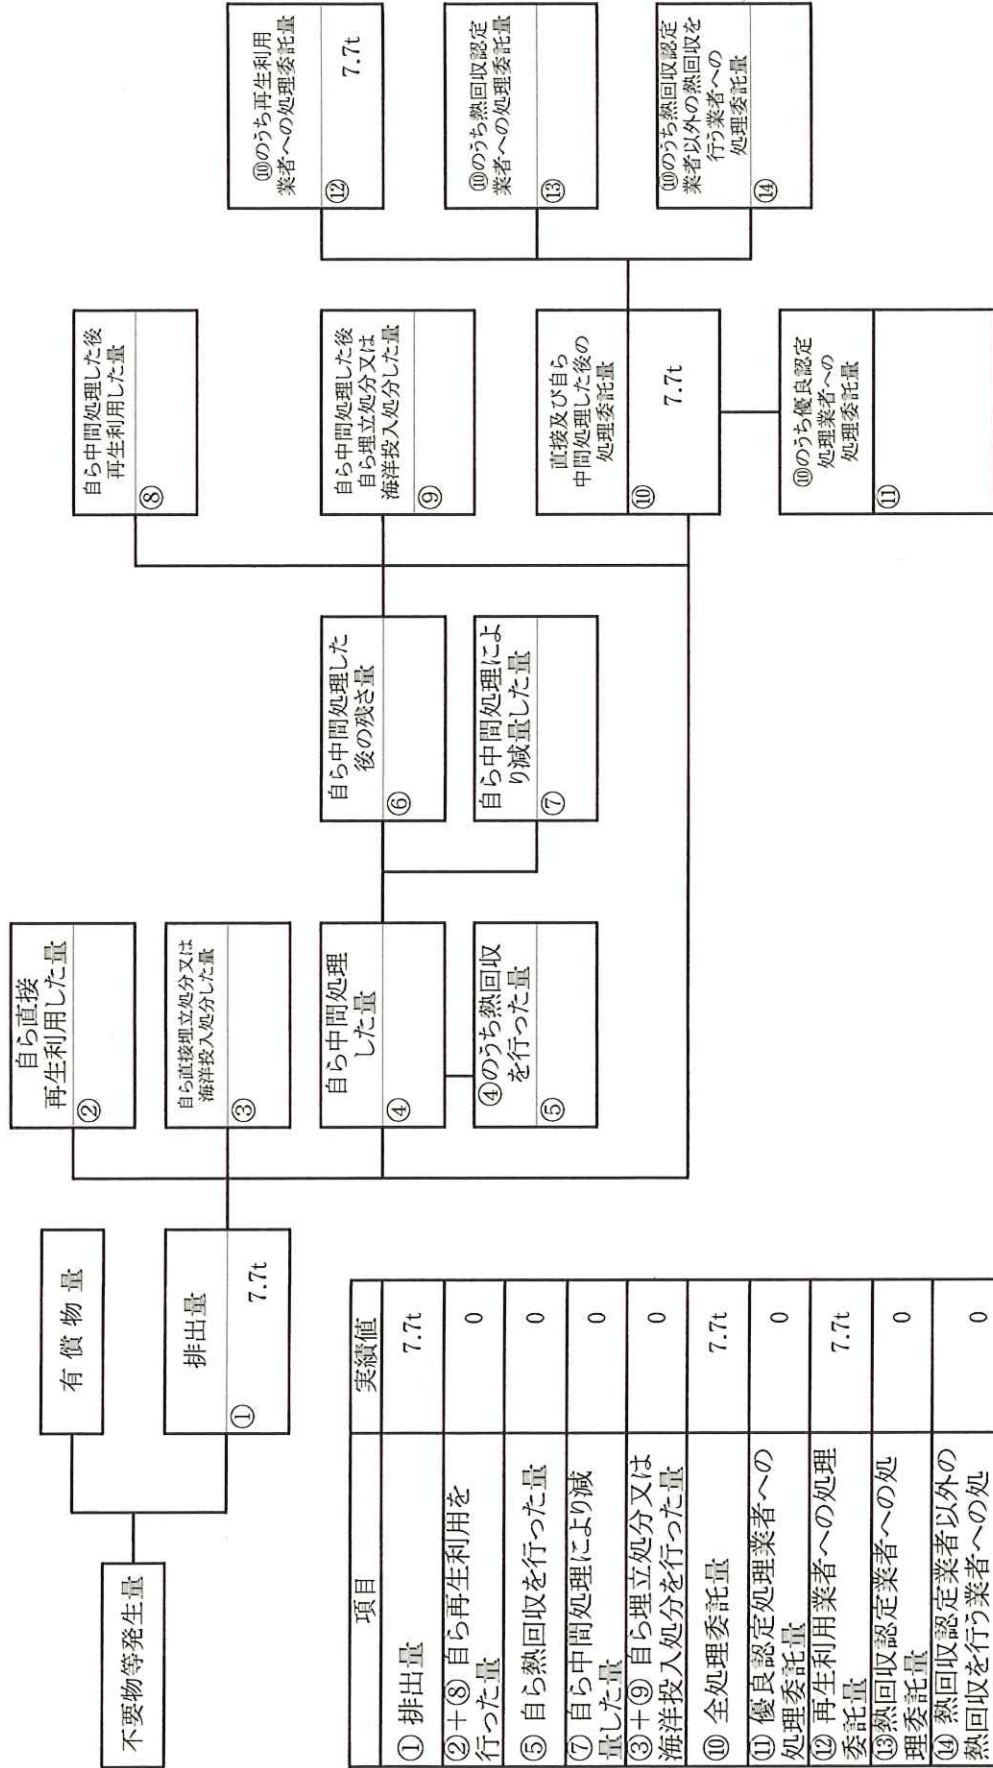 不要物等発生量
有 償 物 量
排出量
①
7.7t
自ら直接
再生利用した量
②
自ら直接埋立処分又は
海洋投入処分した量
③
自ら中間処理
した量
④
④のうち熱回収
を行った量
⑤
自ら中間処理した
後の残さ量
⑥
自ら中間処理によ
り減量した量
⑦
自ら中間処理した後
再生利用した量
⑧
自ら中間処理した後
自ら埋立処分又は
海洋投入処分した量
⑨
直接及び自ら
中間処理した後の
処理委託量
⑩
7.7t
⑩のうち優良認定
処理業者への
処理委託量
⑪
⑩のうち再生利用
業者への処理委託量
⑫
7.7t
⑩のうち熱回収認定
業者への処理委託量
⑬
⑩のうち熱回収認定
業者以外の熱回収を
行う業者への
処理委託量
⑭
項目 実績値
① 排出量 7.7t
②+⑧ 自ら再生利用を
行った量 0
⑤ 自ら熱回収を行った量 0
⑦ 自ら中間処理により減
量した量 0
③+⑨ 自ら埋立処分又は
海洋投入処分を行った量 0
⑩ 全処理委託量 7.7t
⑪ 優良認定処理業者への
処理委託量 0
⑫ 再生利用業者への処理
委託量 7.7t
⑬熱回収認定業者への処
理委託量 0
⑭ 熱回収認定業者以外の
熱回収を行う業者への処 0